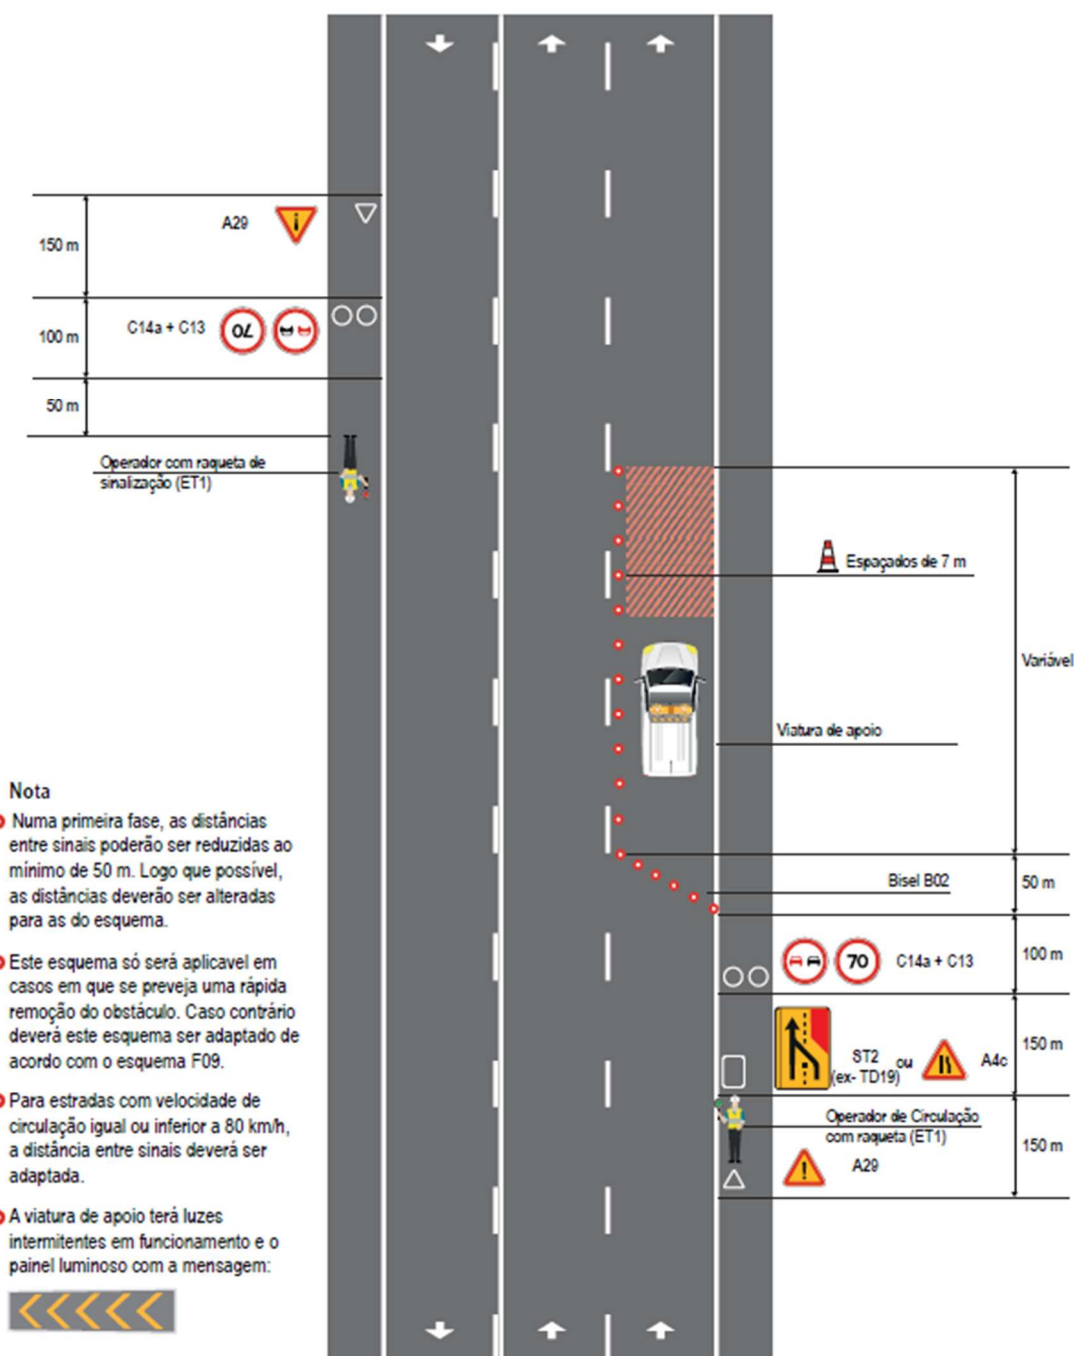 A29
150 m
C14a + C13
70
100 m
50 m
Operador com raqueta de
sinalização (ET1)
Espaçados de 7 m
Variável
Viatura de apoio
Nota
Numa primeira fase, as distâncias
entre sinais poderão ser reduzidas ao
mínimo de 50 m. Logo que possível,
as distâncias deverão ser alteradas
para as do esquema.
Este esquema só será aplicavel em
casos em que se preveja uma rápida
remoção do obstáculo. Caso contrário
deverá este esquema ser adaptado de
acordo com o esquema F09.
Para estradas com velocidade de
circulação igual ou inferior a 80 km/h,
a distância entre sinais deverá ser
adaptada.
A viatura de apoio terá luzes
intermitentes em funcionamento e o
painel luminoso com a mensagem:
Bisel B02
50 m
70 C14a + C13
100 m
ST2 ou A4c
(ex- TD19)
150 m
Operador de Circulação
com raqueta (ET1)
150 m
! A29